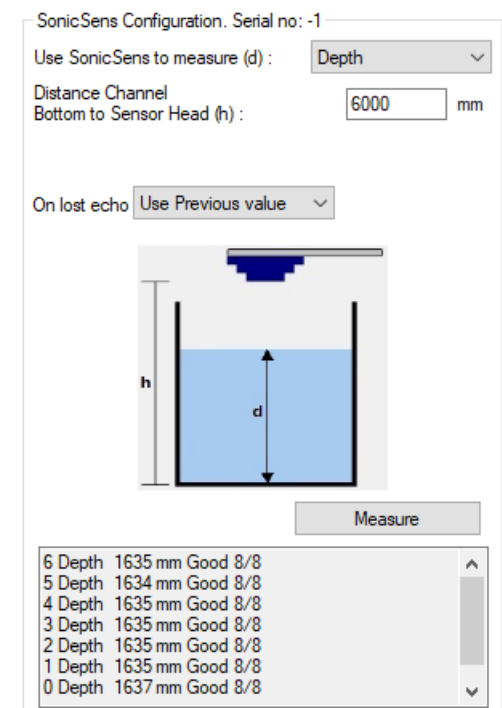 SonicSens Configuration. Serial no: -1
Use SonicSens to measure (d) : Depth
Distance Channel
Bottom to Sensor Head (h) : 6000 mm
On lost echo Use Previous value
h
d
Measure
6 Depth 1635 mm Good 8/8
5 Depth 1634 mm Good 8/8
4 Depth 1635 mm Good 8/8
3 Depth 1635 mm Good 8/8
2 Depth 1635 mm Good 8/8
1 Depth 1635 mm Good 8/8
0 Depth 1637 mm Good 8/8